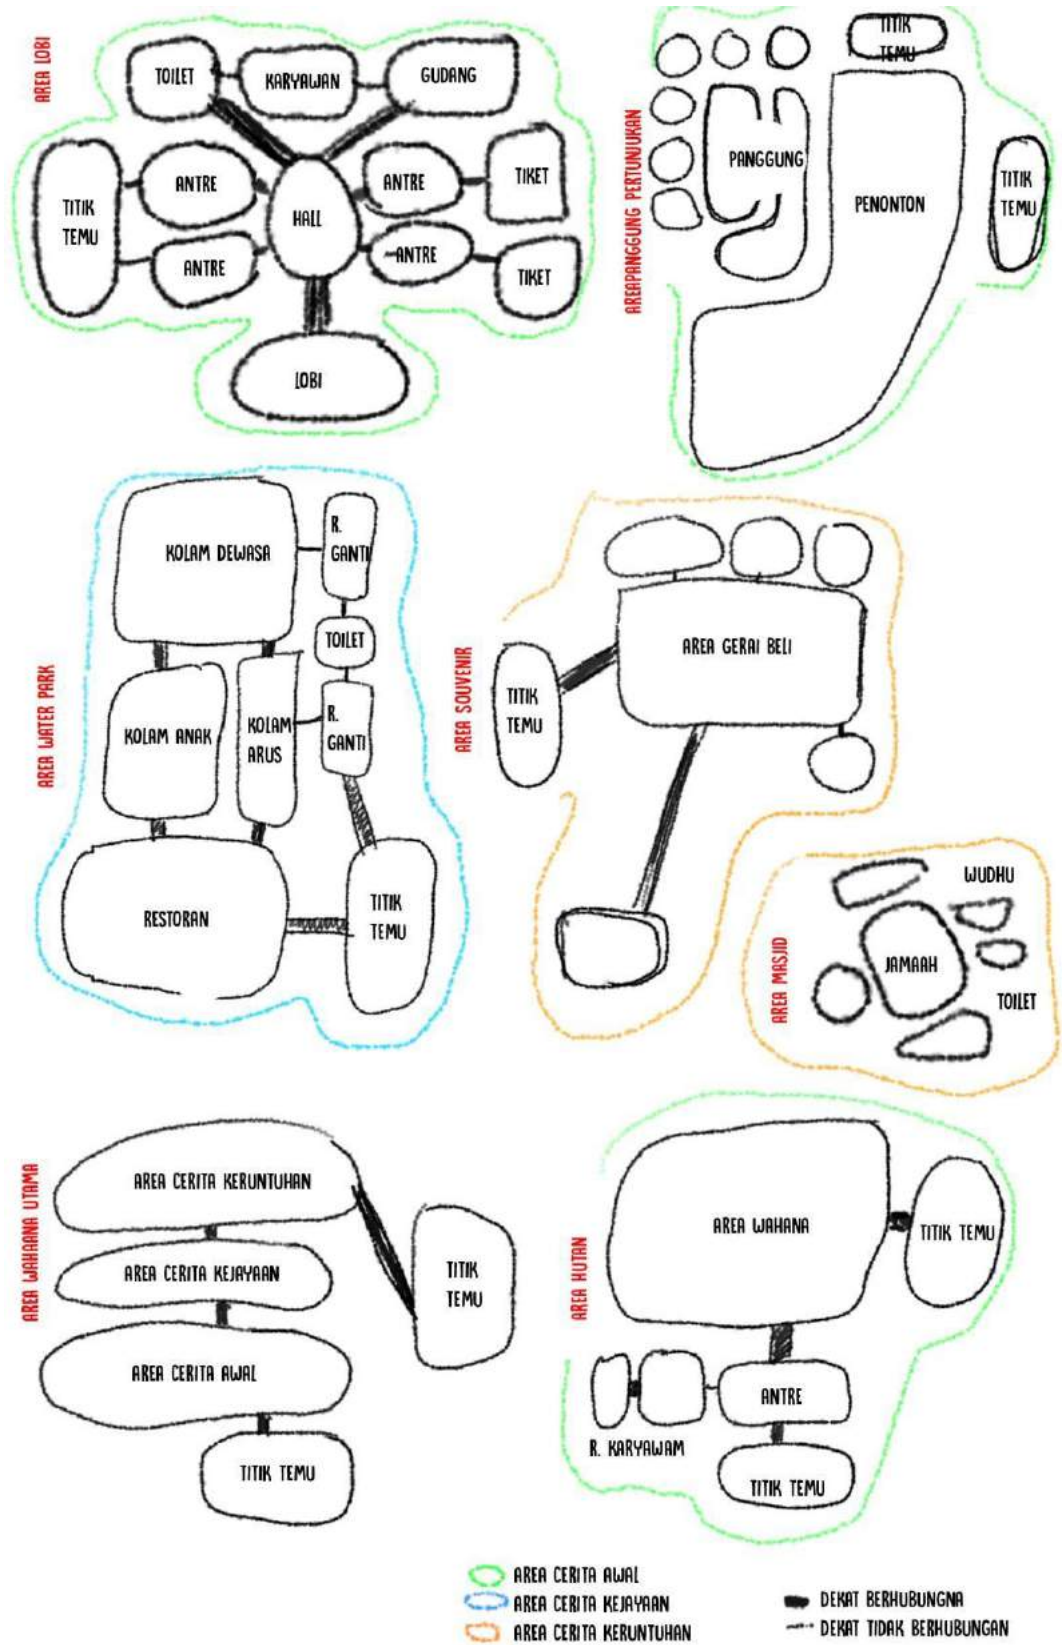 AREA LOBI
TOILET
KARYAWAN
GUDANG
TITIK
TEMU
ANTRE
ANTRE
HALL
ANTRE
ANTRE
TIKET
TIKET
LOBI
AREAPANGGUNG PERTUNJUKAN
TITIK
TEMU
PANGGUNG
PENONTON
TITIK
TEMU
AREA WATER PARK
KOLAM DEWASA
R.
GANTI
TOILET
KOLAM ANAK
KOLAM
ARUS
R.
GANTI
RESTORAN
TITIK
TEMU
AREA SOUVENIR
AREA GERAI BELI
TITIK
TEMU
AREA MASJID
WUDHU
JAMAAH
TOILET
AREA WAHAANA UTAMA
AREA CERITA KERUNTUHAN
AREA CERITA KEJAYAAN
AREA CERITA AWAL
TITIK TEMU
TITIK
TEMU
AREA HUTAN
AREA WAHANA
TITIK TEMU
ANTRE
R. KARYAWAM
TITIK TEMU
AREA CERITA AWAL
AREA CERITA KEJAYAAN
AREA CERITA KERUNTUHAN
DEKAT BERHUBUNGNA
DEKAT TIDAK BERHUBUNGAN